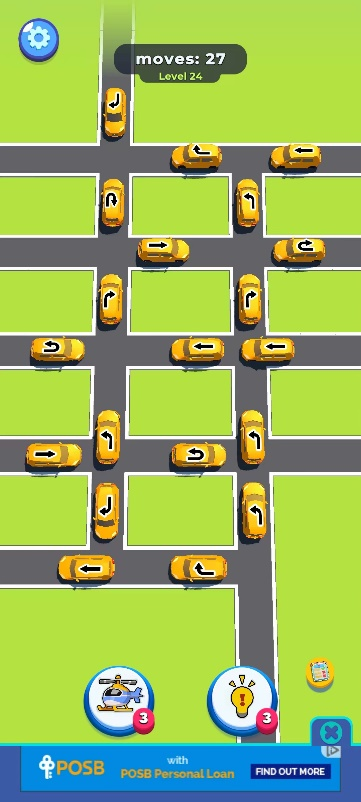 moves: 27
Level 24
3
3
POSB
with
POSB Personal Loan
FIND OUT MORE